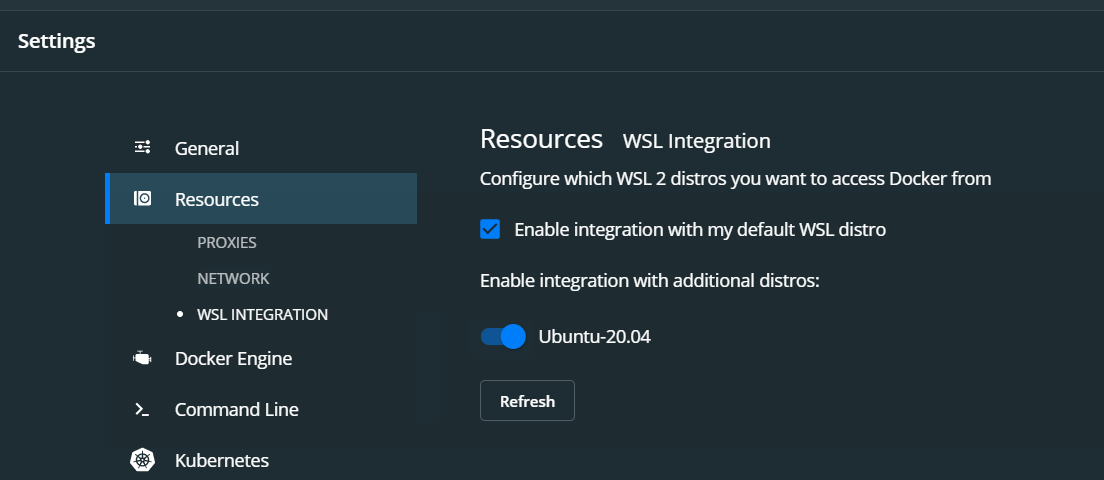 Settings
General
Resources
PROXIES
NETWORK
WSL INTEGRATION
Docker Engine
Command Line
Kubernetes
Resources WSL Integration
Configure which WSL 2 distros you want to access Docker from
Enable integration with my default WSL distro
Enable integration with additional distros:
Ubuntu-20.04
Refresh